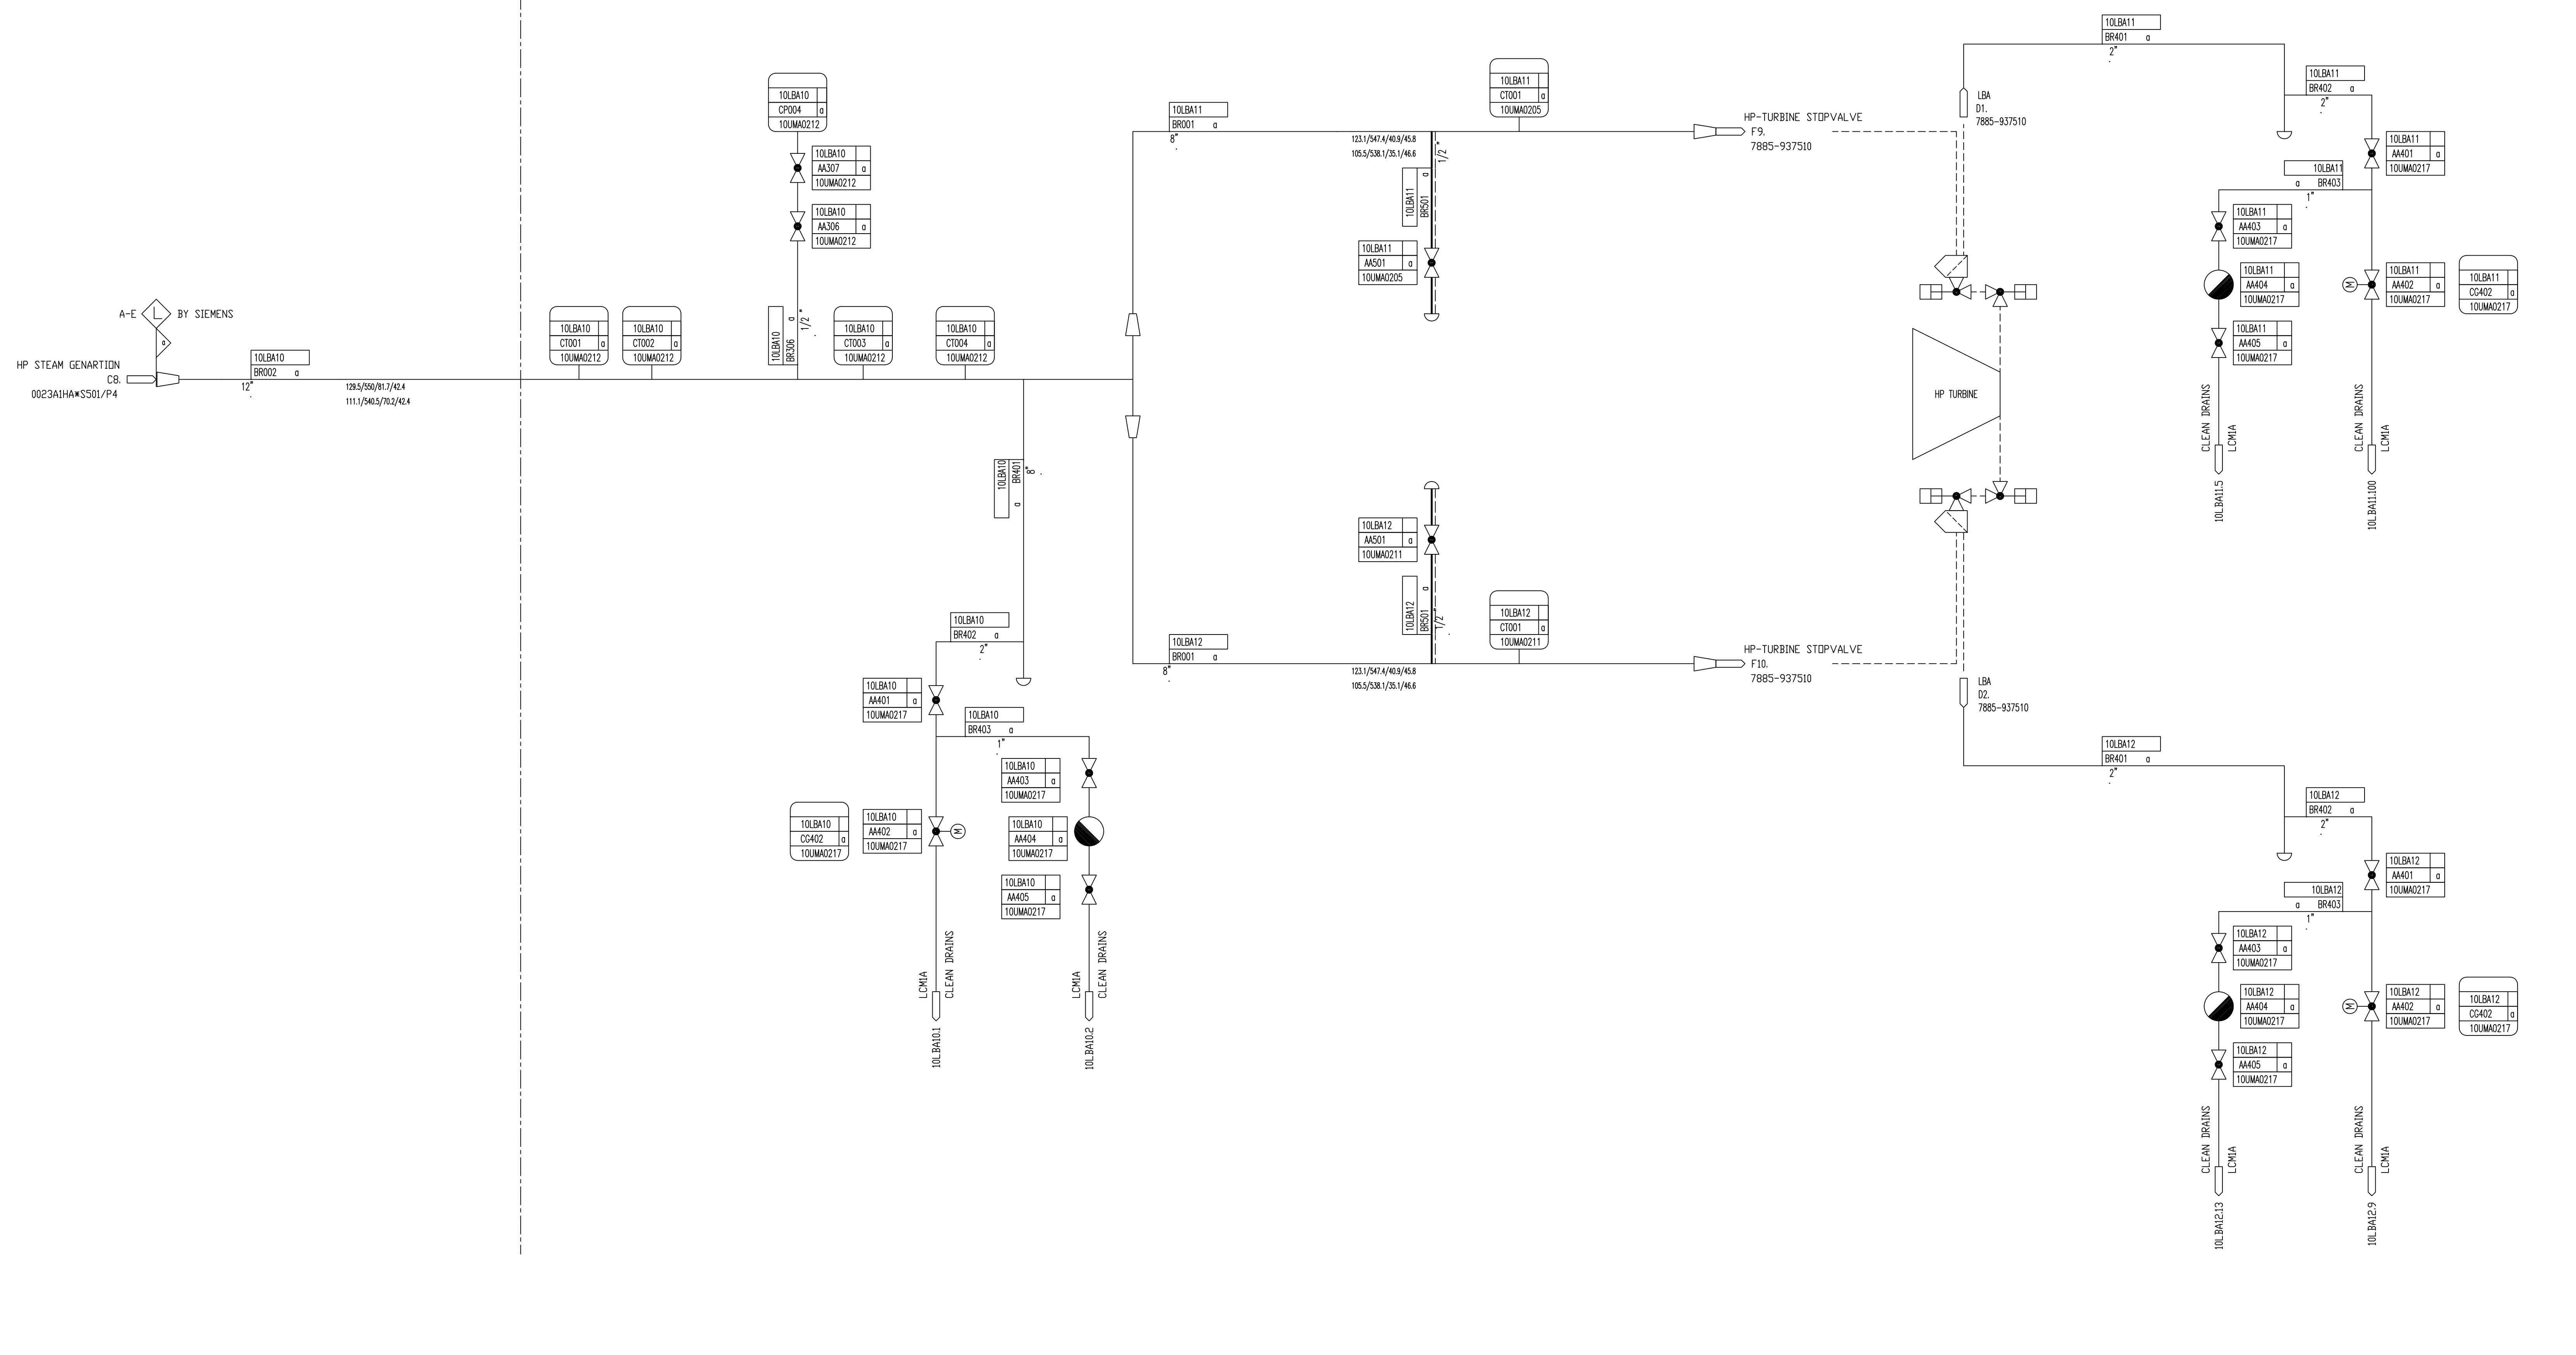 A-E
L
BY SIEMENS
a
HP STEAM GENARTION
C8.
0023A1HA*S501/P4
10LBA10
BR002 a
12"
129.5/550/81.7/42.4
111.1/540.5/70.2/42.4
10LBA10
CT001 a
10UMA0212
10LBA10
CT002 a
10UMA0212
10LBA10
CP004 a
10UMA0212
10LBA10
AA307 a
10UMA0212
10LBA10
AA306 a
10UMA0212
10LBA10
BR306 a
1/2"
10LBA10
CT003 a
10UMA0212
10LBA10
CT004 a
10UMA0212
10LBA10
BR401 a
8"
10LBA10
BR402 a
2"
10LBA10
AA401 a
10UMA0217
10LBA10
BR403 a
1"
10LBA10
AA403 a
10UMA0217
10LBA10
CG402 a
10UMA0217
10LBA10
AA402 a
10UMA0217
M
10LBA10
AA404 a
10UMA0217
10LBA10
AA405 a
10UMA0217
LCM1A
CLEAN DRAINS
10LBA10.1
LCM1A
CLEAN DRAINS
10LBA10.2
10LBA11
BR001 a
8"
123.1/547.4/40.9/45.8
105.5/538.1/35.1/46.6
10LBA11
CT001 a
10UMA0205
1/2"
10LBA11
BR501 a
10LBA11
AA501 a
10UMA0205
HP-TURBINE STOPVALVE
F9.
7885-937510
10LBA12
AA501 a
10UMA0211
10LBA12
BR501 a
1/2"
10LBA12
CT001 a
10UMA0211
10LBA12
BR001 a
8"
123.1/547.4/40.9/45.8
105.5/538.1/35.1/46.6
HP-TURBINE STOPVALVE
F10.
7885-937510
LBA
D1.
7885-937510
HP TURBINE
LBA
D2.
7885-937510
10LBA11
BR401 a
2"
10LBA11
BR402 a
2"
10LBA11
AA401 a
10UMA0217
10LBA11
a BR403
1"
10LBA11
AA403 a
10UMA0217
10LBA11
AA404 a
10UMA0217
M
10LBA11
AA402 a
10UMA0217
10LBA11
CG402 a
10UMA0217
10LBA11
AA405 a
10UMA0217
CLEAN DRAINS
LCM1A
10LBA11.5
CLEAN DRAINS
LCM1A
10LBA11.100
10LBA12
BR401 a
2"
10LBA12
BR402 a
2"
10LBA12
AA401 a
10UMA0217
10LBA12
a BR403
1"
10LBA12
AA403 a
10UMA0217
10LBA12
AA404 a
10UMA0217
M
10LBA12
AA402 a
10UMA0217
10LBA12
CG402 a
10UMA0217
10LBA12
AA405 a
10UMA0217
CLEAN DRAINS
LCM1A
10LBA12.13
CLEAN DRAINS
LCM1A
10LBA12.9